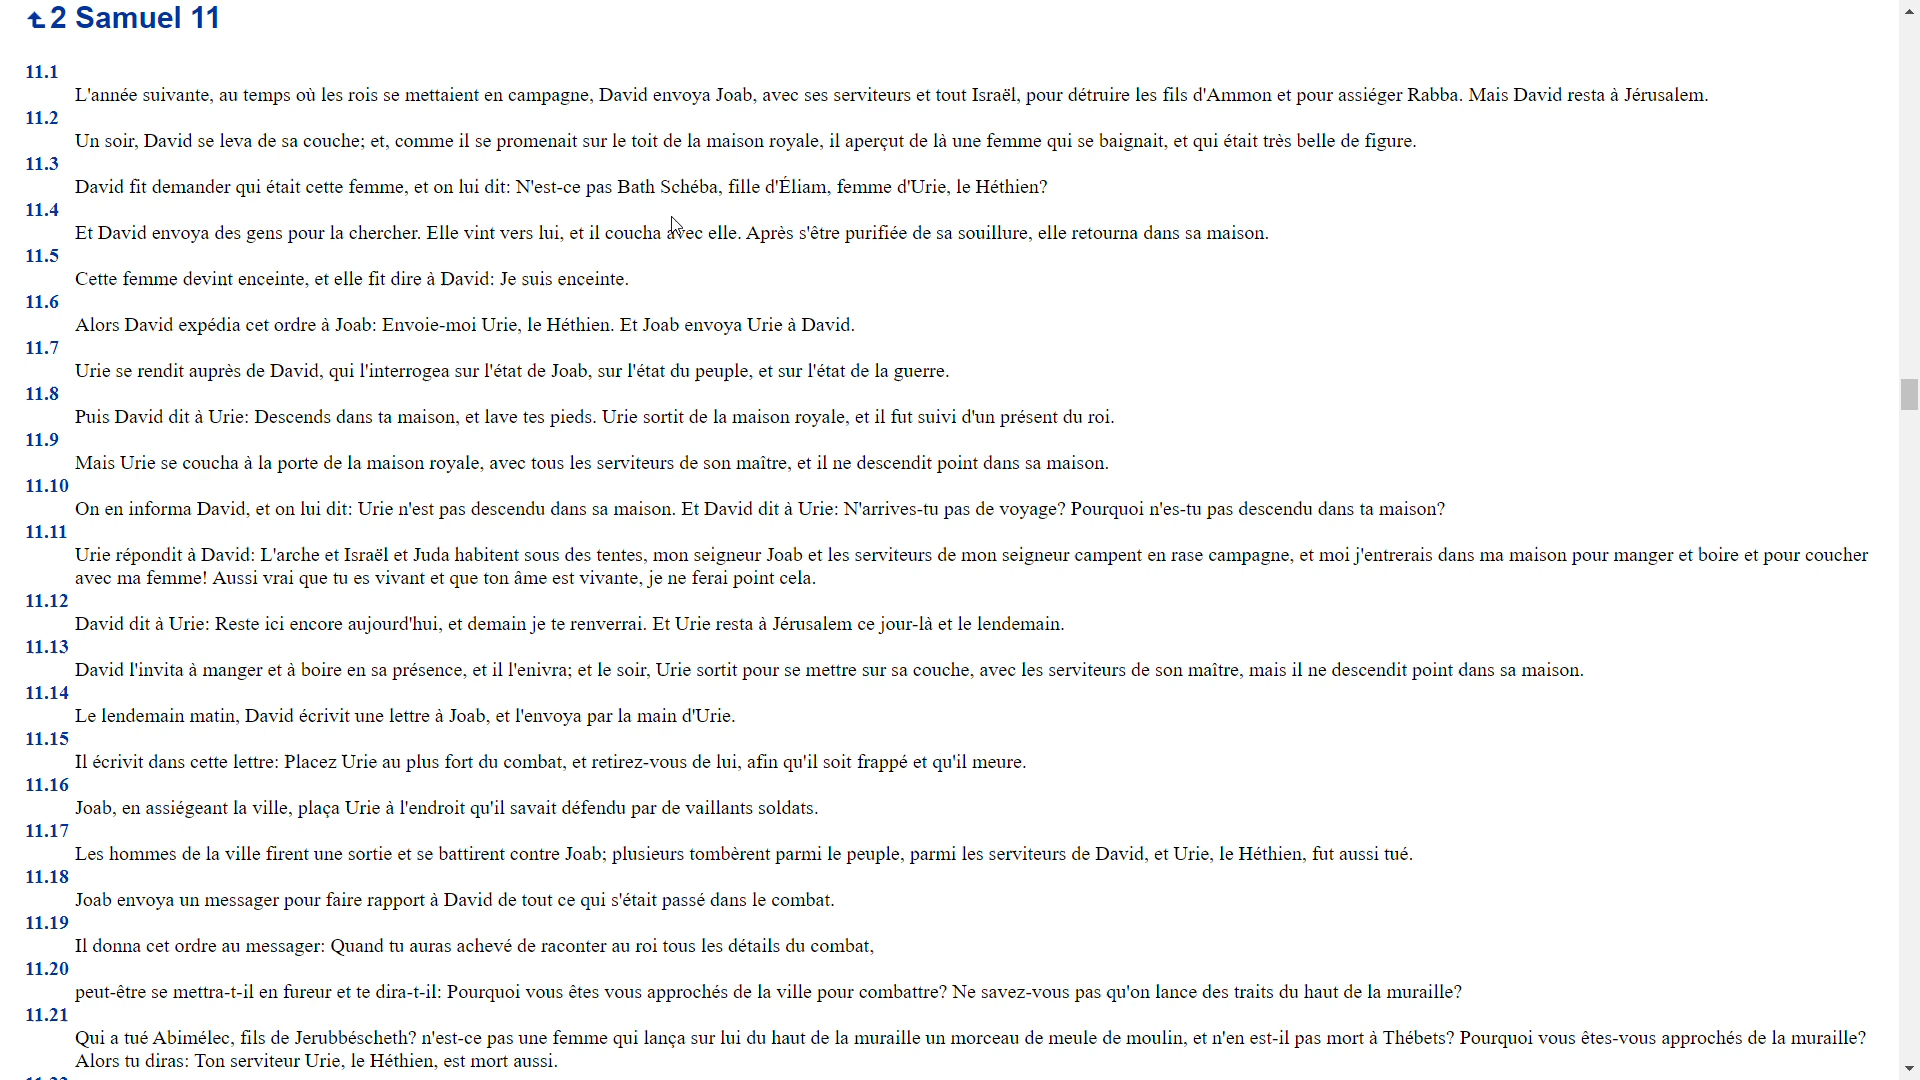 2 Samuel 11
11.1
L'année suivante, au temps où les rois se mettaient en campagne, David envoya Joab, avec ses serviteurs et tout Israël, pour détruire les fils d'Ammon et pour assiéger Rabba. Mais David resta à Jérusalem.
11.2
Un soir, David se leva de sa couche; et, comme il se promenait sur le toit de la maison royale, il aperçut de là une femme qui se baignait, et qui était très belle de figure.
11.3
David fit demander qui était cette femme, et on lui dit: N'est-ce pas Bath Schéba, fille d'Éliam, femme d'Urie, le Héthien?
11.4
Et David envoya des gens pour la chercher. Elle vint vers lui, et il coucha avec elle. Après s'être purifiée de sa souillure, elle retourna dans sa maison.
11.5
Cette femme devint enceinte, et elle fit dire à David: Je suis enceinte.
11.6
Alors David expédia cet ordre à Joab: Envoie-moi Urie, le Héthien. Et Joab envoya Urie à David.
11.7
Urie se rendit auprès de David, qui l'interrogea sur l'état de Joab, sur l'état du peuple, et sur l'état de la guerre.
11.8
Puis David dit à Urie: Descends dans ta maison, et lave tes pieds. Urie sortit de la maison royale, et il fut suivi d'un présent du roi.
11.9
Mais Urie se coucha à la porte de la maison royale, avec tous les serviteurs de son maître, et il ne descendit point dans sa maison.
11.10
On en informa David, et on lui dit: Urie n'est pas descendu dans sa maison. Et David dit à Urie: N'arrives-tu pas de voyage? Pourquoi n'es-tu pas descendu dans ta maison?
11.11
Urie répondit à David: L'arche et Israël et Juda habitent sous des tentes, mon seigneur Joab et les serviteurs de mon seigneur campent en rase campagne, et moi j'entrerais dans ma maison pour manger et boire et pour coucher
avec ma femme! Aussi vrai que tu es vivant et que ton âme est vivante, je ne ferai point cela.
11.12
David dit à Urie: Reste ici encore aujourd'hui, et demain je te renverrai. Et Urie resta à Jérusalem ce jour-là et le lendemain.
11.13
David l'invita à manger et à boire en sa présence, et il l'enivra; et le soir, Urie sortit pour se mettre sur sa couche, avec les serviteurs de son maître, mais il ne descendit point dans sa maison.
11.14
Le lendemain matin, David écrivit une lettre à Joab, et l'envoya par la main d'Urie.
11.15
Il écrivit dans cette lettre: Placez Urie au plus fort du combat, et retirez-vous de lui, afin qu'il soit frappé et qu'il meure.
11.16
Joab, en assiégeant la ville, plaça Urie à l'endroit qu'il savait défendu par de vaillants soldats.
11.17
Les hommes de la ville firent une sortie et se battirent contre Joab; plusieurs tombèrent parmi le peuple, parmi les serviteurs de David, et Urie, le Héthien, fut aussi tué.
11.18
Joab envoya un messager pour faire rapport à David de tout ce qui s'était passé dans le combat.
11.19
Il donna cet ordre au messager: Quand tu auras achevé de raconter au roi tous les détails du combat,
11.20
peut-être se mettra-t-il en fureur et te dira-t-il: Pourquoi vous êtes vous approchés de la ville pour combattre? Ne savez-vous pas qu'on lance des traits du haut de la muraille?
11.21
Qui a tué Abimélec, fils de Jerubbéscheth? n'est-ce pas une femme qui lança sur lui du haut de la muraille un morceau de meule de moulin, et n'en est-il pas mort à Thébets? Pourquoi vous êtes-vous approchés de la muraille?
Alors tu diras: Ton serviteur Urie, le Héthien, est mort aussi.